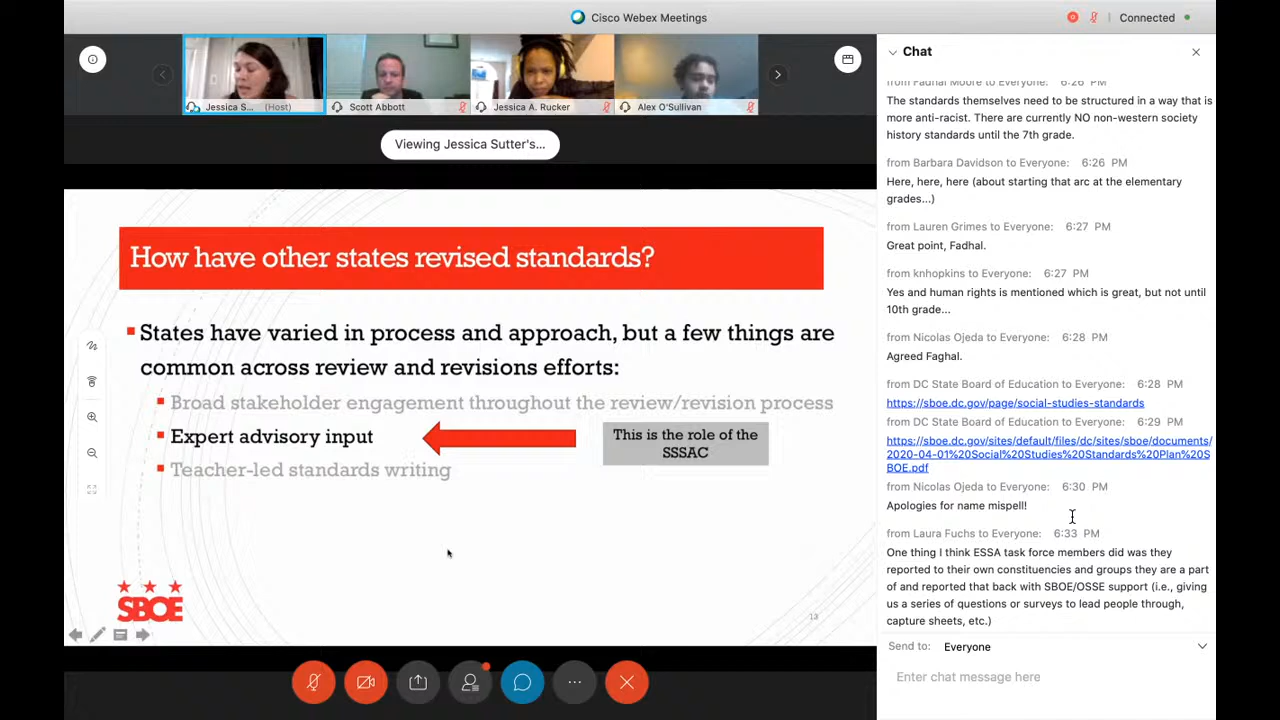 Cisco Webex Meetings
Connected
Jessica S... (Host)
Scott Abbott
Jessica A. Rucker
Alex O'Sullivan
Viewing Jessica Sutter's...
How have other states revised standards?
States have varied in process and approach, but a few things are
common across review and revisions efforts:
Broad stakeholder engagement throughout the review/revision process
Expert advisory input
This is the role of the
SSSAC
Teacher-led standards writing
SBOE
13
Chat
from Fadhal Moore to Everyone: 6:26 PM
The standards themselves need to be structured in a way that is
more anti-racist. There are currently NO non-western society
history standards until the 7th grade.
from Barbara Davidson to Everyone: 6:26 PM
Here, here, here (about starting that arc at the elementary
grades...)
from Lauren Grimes to Everyone: 6:27 PM
Great point, Fadhal.
from knhopkins to Everyone: 6:27 PM
Yes and human rights is mentioned which is great, but not until
10th grade...
from Nicolas Ojeda to Everyone: 6:28 PM
Agreed Faghal.
from DC State Board of Education to Everyone: 6:28 PM
https://sboe.dc.gov/page/social-studies-standards
from DC State Board of Education to Everyone: 6:29 PM
https://sboe.dc.gov/sites/default/files/dc/sites/sboe/documents/
2020-04-01%20Social%20Studies%20Standards%20Plan%20S
BOE.pdf
from Nicolas Ojeda to Everyone: 6:30 PM
Apologies for name mispell!
from Laura Fuchs to Everyone: 6:33 PM
One thing I think ESSA task force members did was they
reported to their own constituencies and groups they are a part
of and reported that back with SBOE/OSSE support (i.e., giving
us a series of questions or surveys to lead people through,
capture sheets, etc.)
Send to: Everyone
Enter chat message here